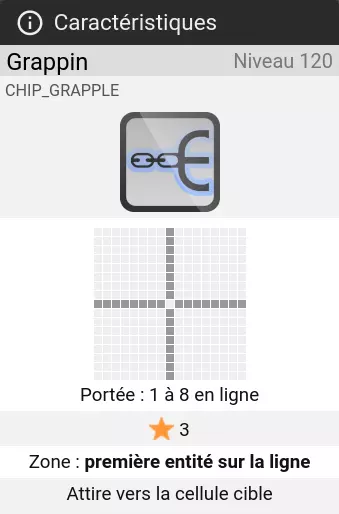 Caractéristiques
Grappin Niveau 120
CHIP_GRAPPLE
Portée : 1 à 8 en ligne
3
Zone : première entité sur la ligne
Attire vers la cellule cible